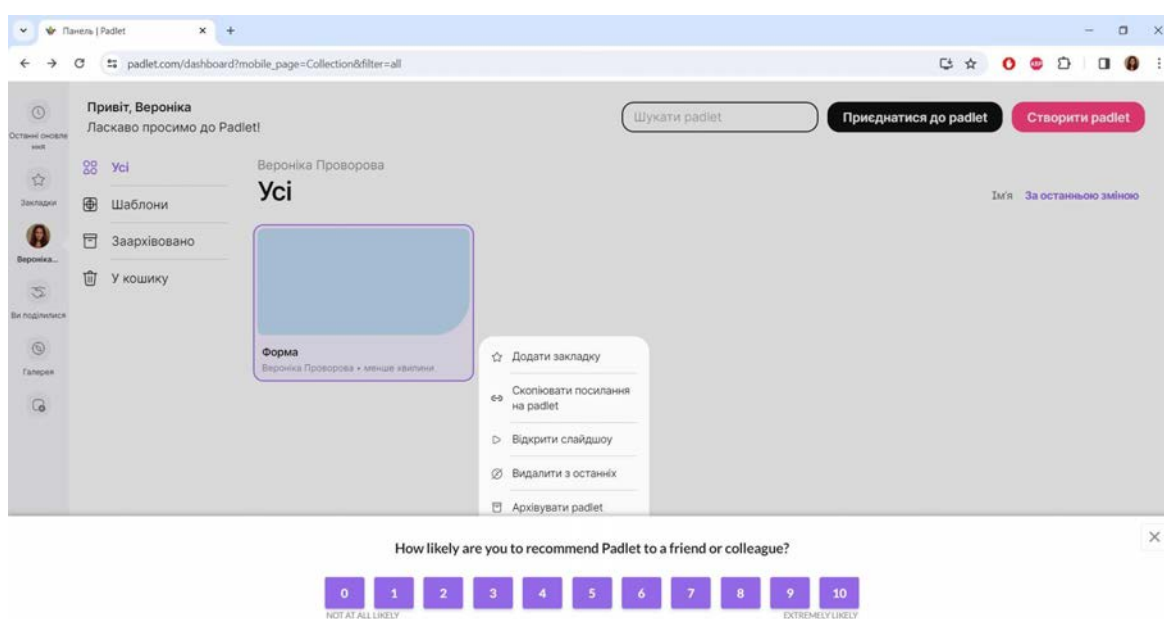 Панель | Padlet
padlet.com/dashboard?mobile_page=Collection&filter=all
Останні оновле
ння
Привіт, Вероніка
Ласкаво просимо до Padlet!
Шукати padlet
Приєднатися до padlet
Створити padlet
Закладки
Вероніка...
Ви поділилися
Галерея
Усі
Шаблони
Заархівовано
У кошику
Вероніка Проворова
Усі
Ім'я За останньою зміною
Форма
Вероніка Проворова • менше хвилини
Додати закладку
Скопіювати посилання
на padlet
Відкрити слайдшоу
Видалити з останніх
Архівувати padlet
How likely are you to recommend Padlet to a friend or colleague?
0 1 2 3 4 5 6 7 8 9 10
NOT AT ALL LIKELY EXTREMELY LIKELY